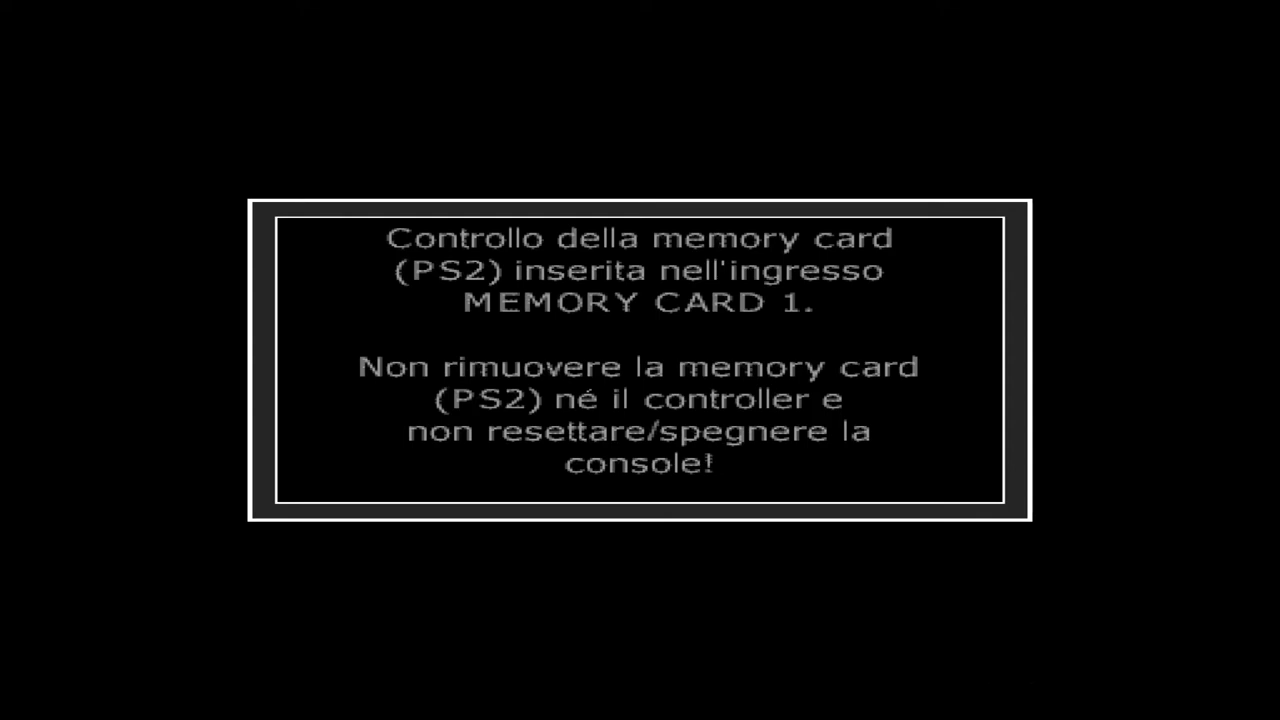 Controllo della memory card
(PS2) inserita nell'ingresso
MEMORY CARD 1.
Non rimuovere la memory card
(PS2) né il controller e
non resettare/spegnere la
console!